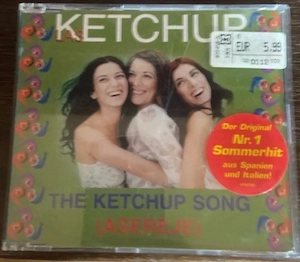 KETCHUP
EUR 5,99
Der Original
Nr. 1
Sommerhit
aus Spanien
und Italien!
THE KETCHUP SONG
(ASEREJE)